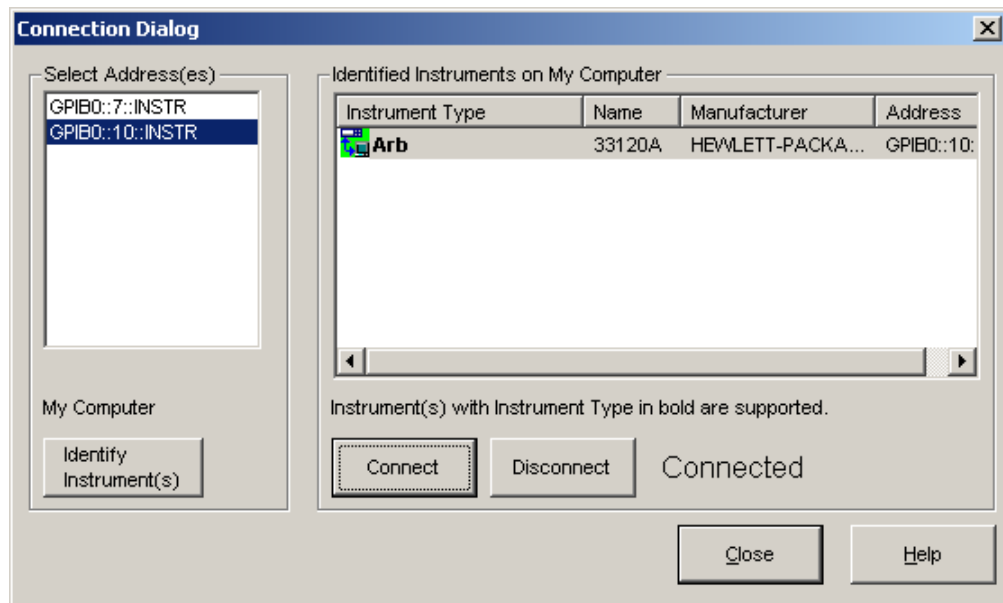 Connection Dialog
Select Address(es)
GPIB0::7::INSTR
GPIB0::10::INSTR
My Computer
Identify
Instrument(s)
Identified Instruments on My Computer
Instrument Type Name Manufacturer Address
Arb 33120A HEWLETT-PACKA... GPIB0::10:
Instrument(s) with Instrument Type in bold are supported.
Connect Disconnect Connected
Close Help